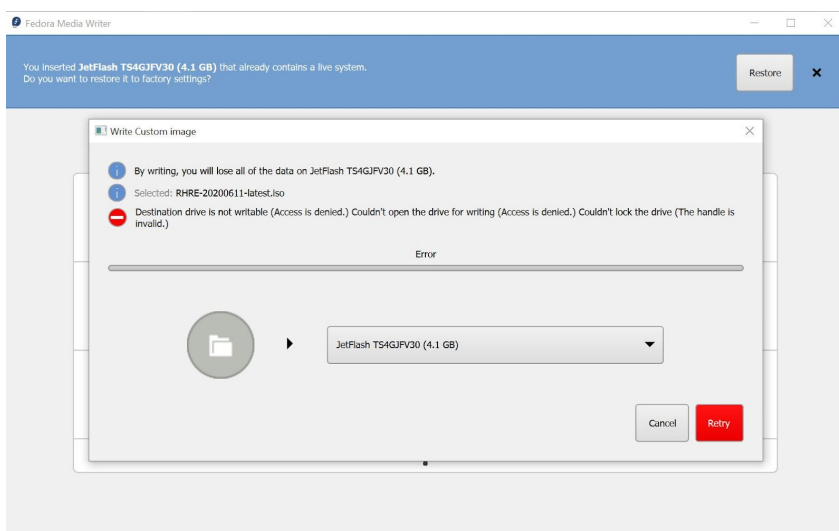 Fedora Media Writer
You inserted JetFlash TS4GJFV30 (4.1 GB) that already contains a live system.
Do you want to restore it to factory settings?
Restore
Write Custom image
By writing, you will lose all of the data on JetFlash TS4GJFV30 (4.1 GB).
Selected: RHRE-20200611-latest.iso
Destination drive is not writable (Access is denied.) Couldn't open the drive for writing (Access is denied.) Couldn't lock the drive (The handle is
invalid.)
Error
JetFlash TS4GJFV30 (4.1 GB)
Cancel
Retry